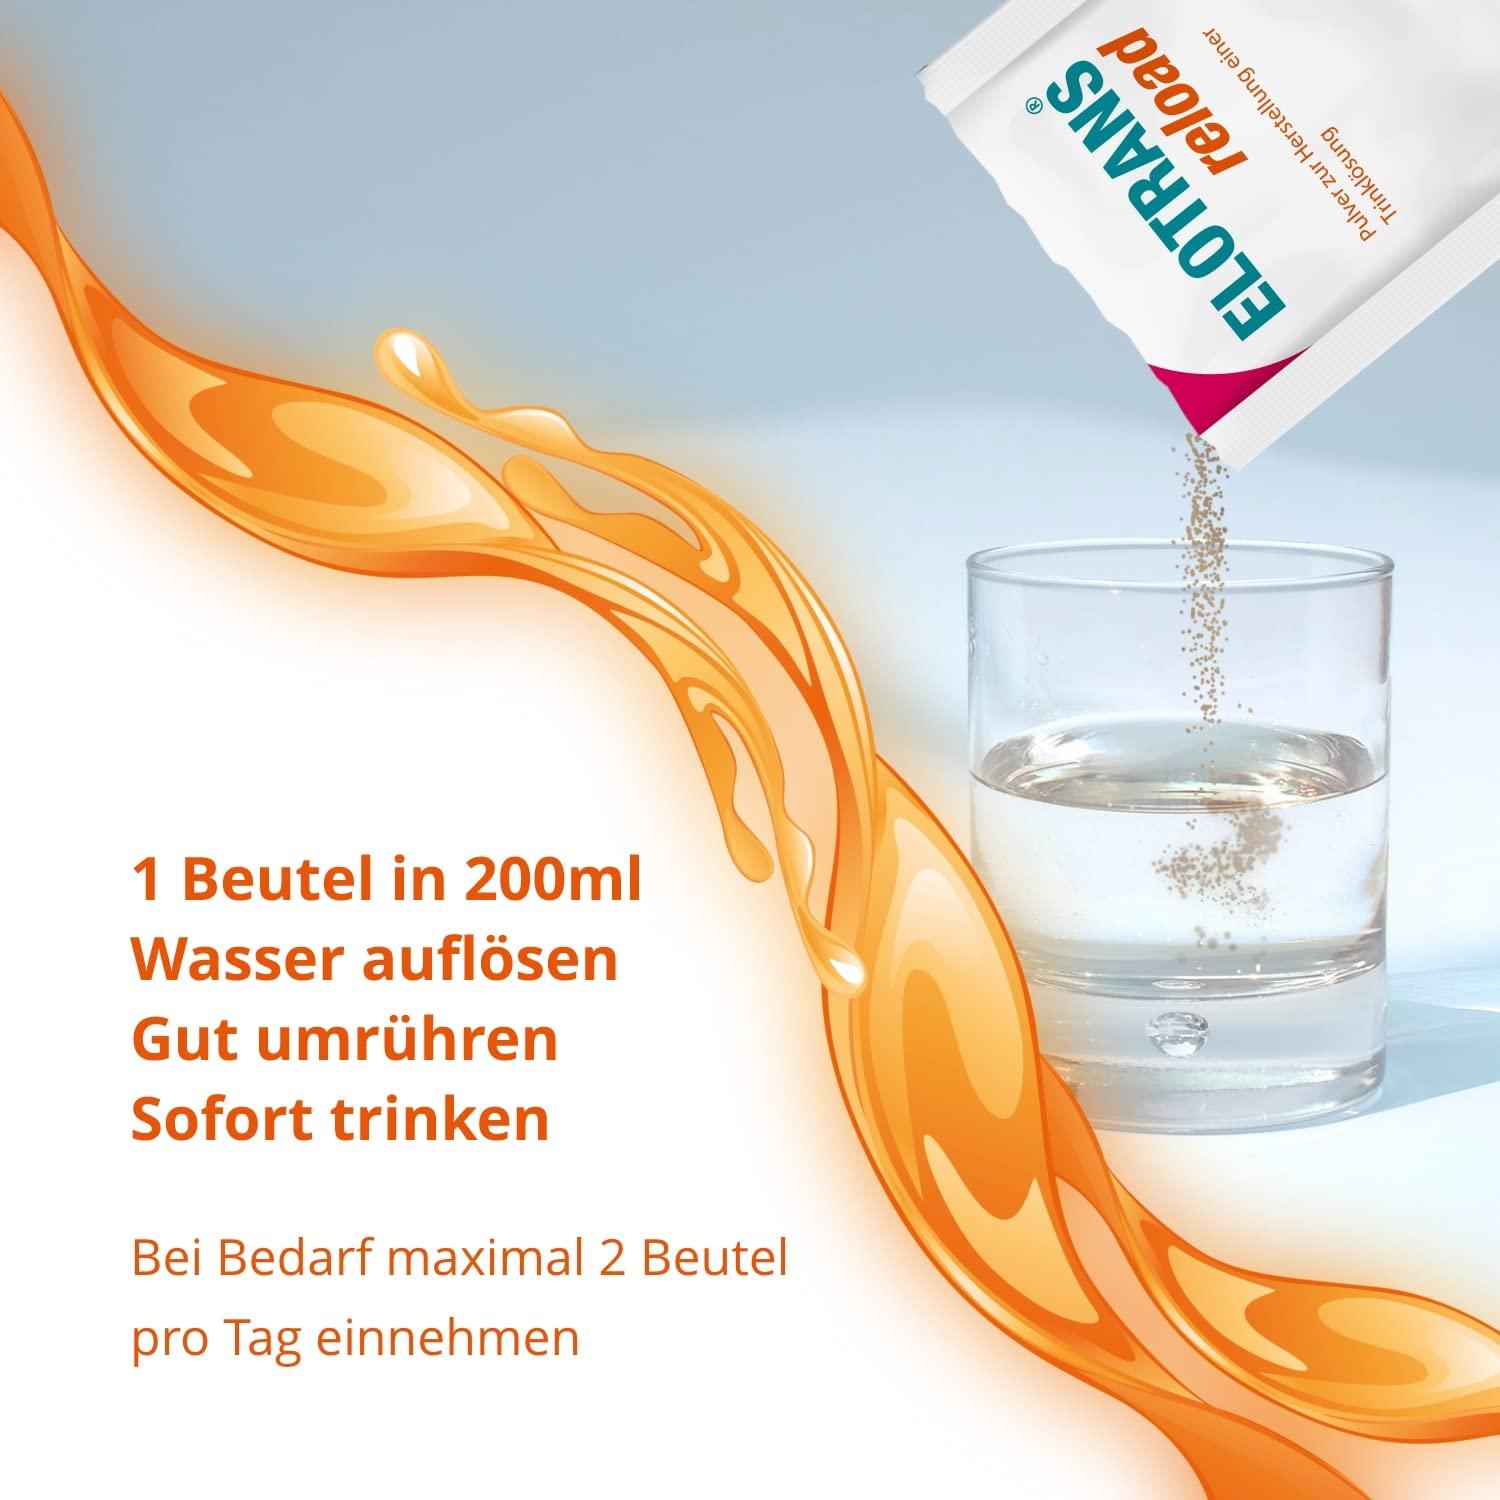 ELOTRANS®
reload
Pulver zur Herstellung einer
Trinklösung
1 Beutel in 200ml
Wasser auflösen
Gut umrühren
Sofort trinken
Bei Bedarf maximal 2 Beutel
pro Tag einnehmen